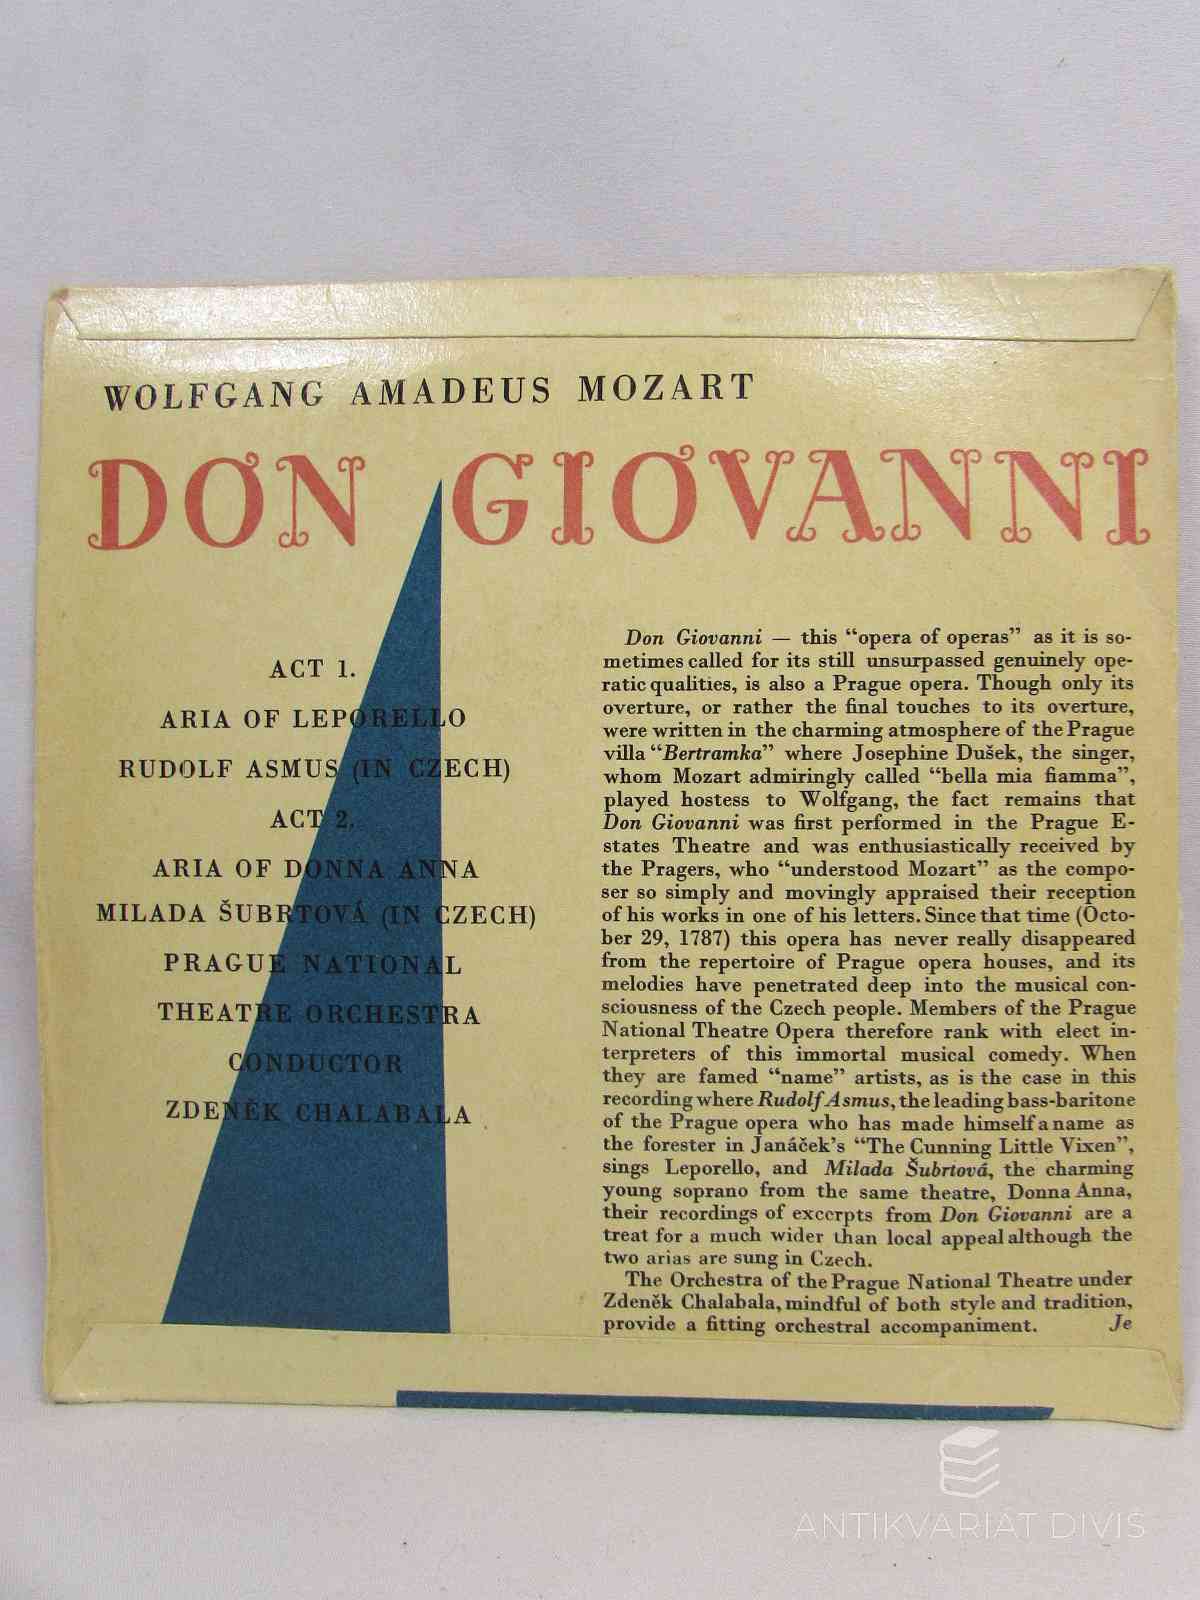 WOLFGANG AMADEUS MOZART
DON GIOVANNI
ACT 1.
ARIA OF LEPORELLO
RUDOLF ASMUS (IN CZECH)
ACT 2.
ARIA OF DONNA ANNA
MILADA ŠUBRTOVÁ (IN CZECH)
PRAGUE NATIONAL
THEATRE ORCHESTRA
CONDUCTOR
ZDENĚK CHALABALA
Don Giovanni — this “opera of operas” as it is so-
metimes called for its still unsurpassed genuinely ope-
ratic qualities, is also a Prague opera. Though only its
overture, or rather the final touches to its overture,
were written in the charming atmosphere of the Prague
villa “Bertramka” where Josephine Dušek, the singer,
whom Mozart admiringly called “bella mia fiamma”,
played hostess to Wolfgang, the fact remains that
Don Giovanni was first performed in the Prague E-
states Theatre and was enthusiastically received by
the Pragers, who “understood Mozart” as the compo-
ser so simply and movingly appraised their reception
of his works in one of his letters. Since that time (Octo-
ber 29, 1787) this opera has never really disappeared
from the repertoire of Prague opera houses, and its
melodies have penetrated deep into the musical con-
sciousness of the Czech people. Members of the Prague
National Theatre Opera therefore rank with elect in-
terpreters of this immortal musical comedy. When
they are famed “name” artists, as is the case in this
recording where Rudolf Asmus, the leading bass-baritone
of the Prague opera who has made himself a name as
the forester in Janáček’s “The Cunning Little Vixen”,
sings Leporello, and Milada Šubrtová, the charming
young soprano from the same theatre, Donna Anna,
their recordings of excerpts from Don Giovanni are a
treat for a much wider than local appeal although the
two arias are sung in Czech.
The Orchestra of the Prague National Theatre under
Zdeněk Chalabala, mindful of both style and tradition,
provide a fitting orchestral accompaniment. Je
ANTIKVARIÁT DIVIŠ